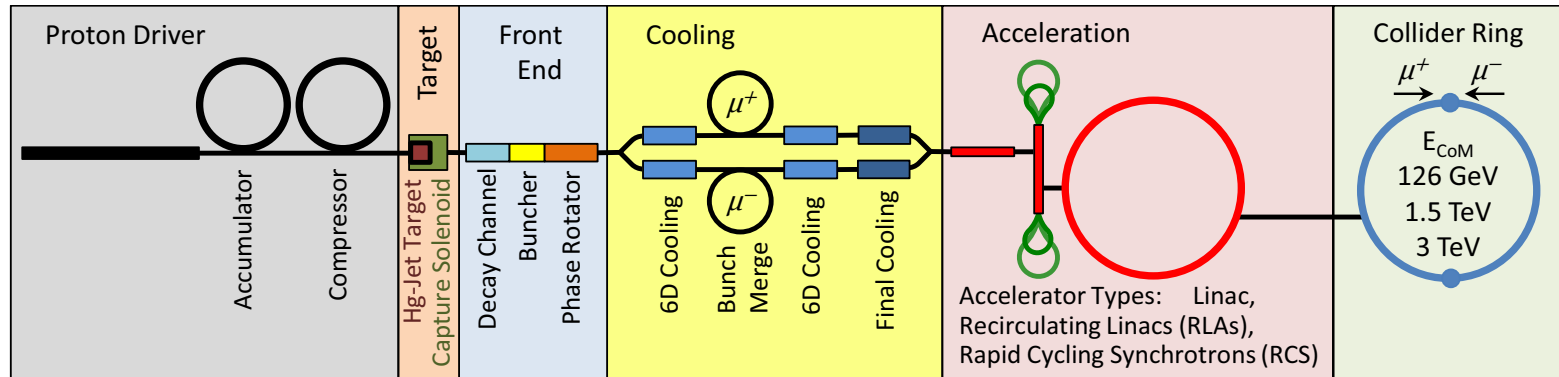 Proton Driver
Accumulator
Compressor
Target
Hg-Jet Target
Capture Solenoid
Front
End
Decay Channel
Buncher
Phase Rotator
Cooling
μ+
μ−
6D Cooling
Bunch
Merge
6D Cooling
Final Cooling
Acceleration
Accelerator Types: Linac,
Recirculating Linacs (RLAs),
Rapid Cycling Synchrotrons (RCS)
Collider Ring
μ+ μ−
ECoM
126 GeV
1.5 TeV
3 TeV